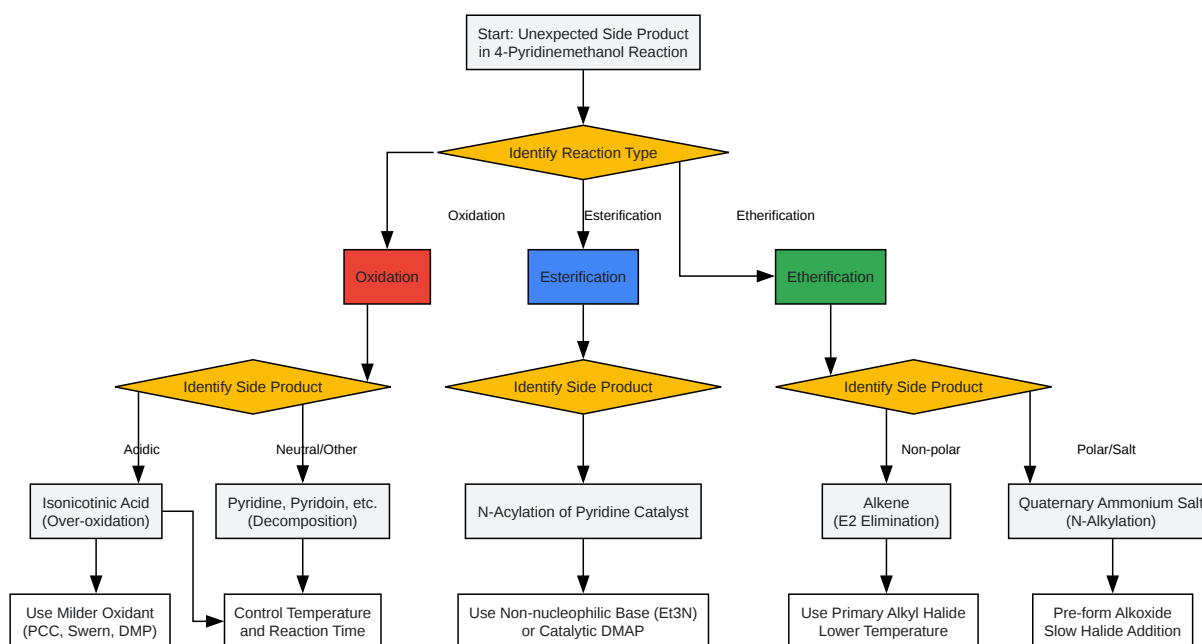 Start: Unexpected Side Product
in 4-Pyridinemethanol Reaction
Identify Reaction Type
Oxidation
Esterification
Etherification
Oxidation
Esterification
Etherification
Identify Side Product
Identify Side Product
Identify Side Product
Acidic
Neutral/Other
Non-polar
Polar/Salt
Isonicotinic Acid
(Over-oxidation)
Pyridine, Pyridoin, etc.
(Decomposition)
N-Acylation of Pyridine Catalyst
Alkene
(E2 Elimination)
Quaternary Ammonium Salt
(N-Alkylation)
Use Milder Oxidant
(PCC, Swern, DMP)
Control Temperature
and Reaction Time
Use Non-nucleophilic Base (Et3N)
or Catalytic DMAP
Use Primary Alkyl Halide
Lower Temperature
Pre-form Alkoxide
Slow Halide Addition